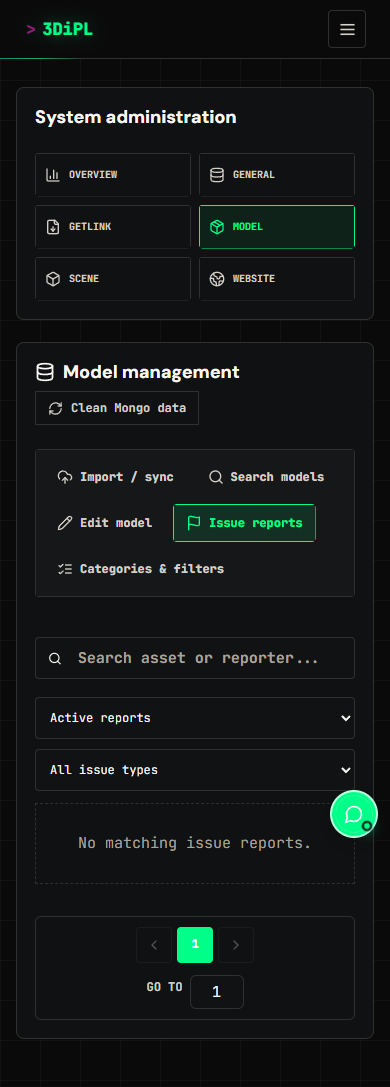 > 3DiPL
System administration
OVERVIEW
GENERAL
GETLINK
MODEL
SCENE
WEBSITE
Model management
Clean Mongo data
Import / sync
Search models
Edit model
Issue reports
Categories & filters
Search asset or reporter...
Active reports
All issue types
No matching issue reports.
1
GO TO 1